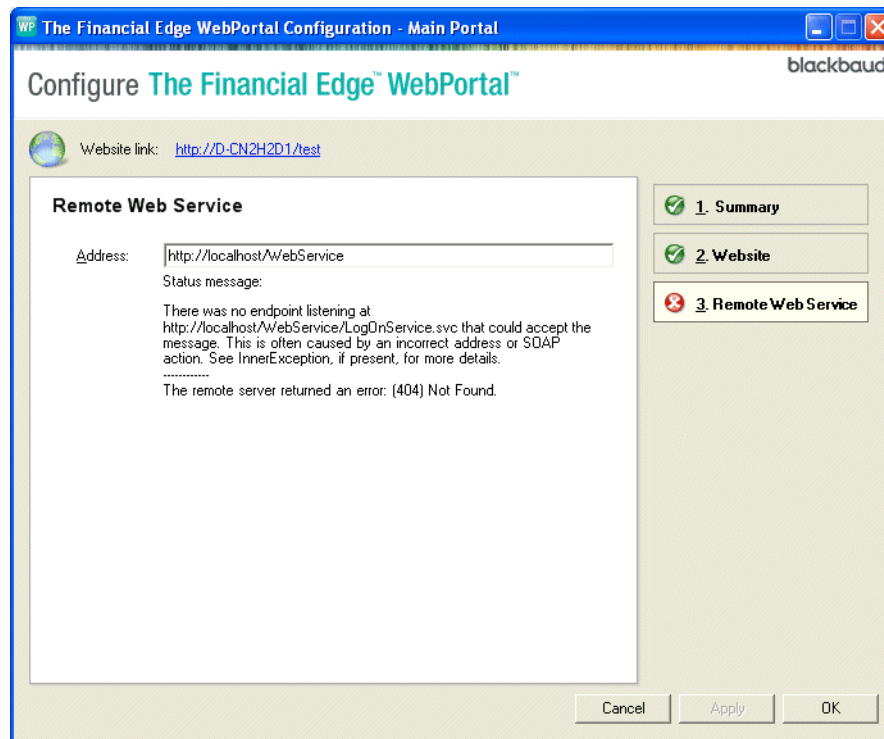 WP The Financial Edge WebPortal Configuration - Main Portal
blackbaud
Configure The Financial Edge™ WebPortal™
Website link: http://D-CN2H2D1/test
Remote Web Service
Address: http://localhost/WebService
Status message:
There was no endpoint listening at
http://localhost/WebService/LogOnService.svc that could accept the
message. This is often caused by an incorrect address or SOAP
action. See InnerException, if present, for more details.
------------
The remote server returned an error: (404) Not Found.
1. Summary
2. Website
3. Remote Web Service
Cancel Apply OK